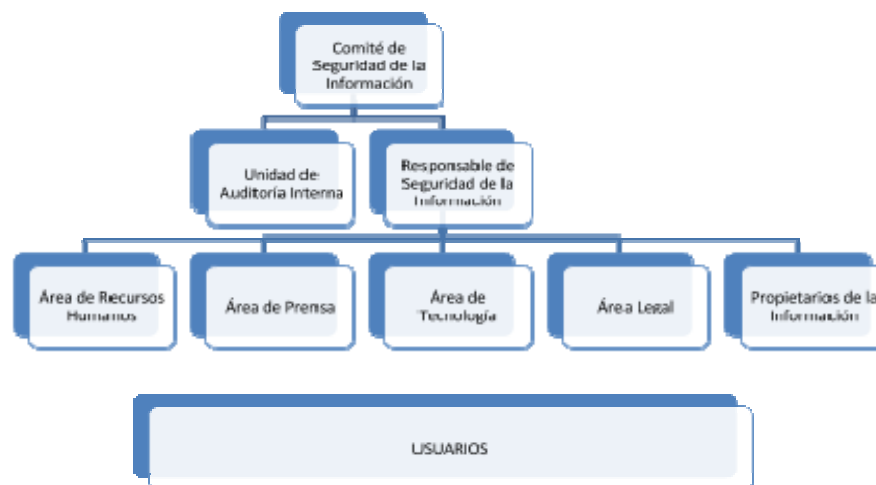 Comité de
Seguridad de la
Información
Unidad de
Auditoría Interna
Responsable de
Seguridad de la
Información
Área de Recursos
Humanos
Área de Prensa
Área de
Tecnología
Área Legal
Propietarios de la
Información
USUARIOS